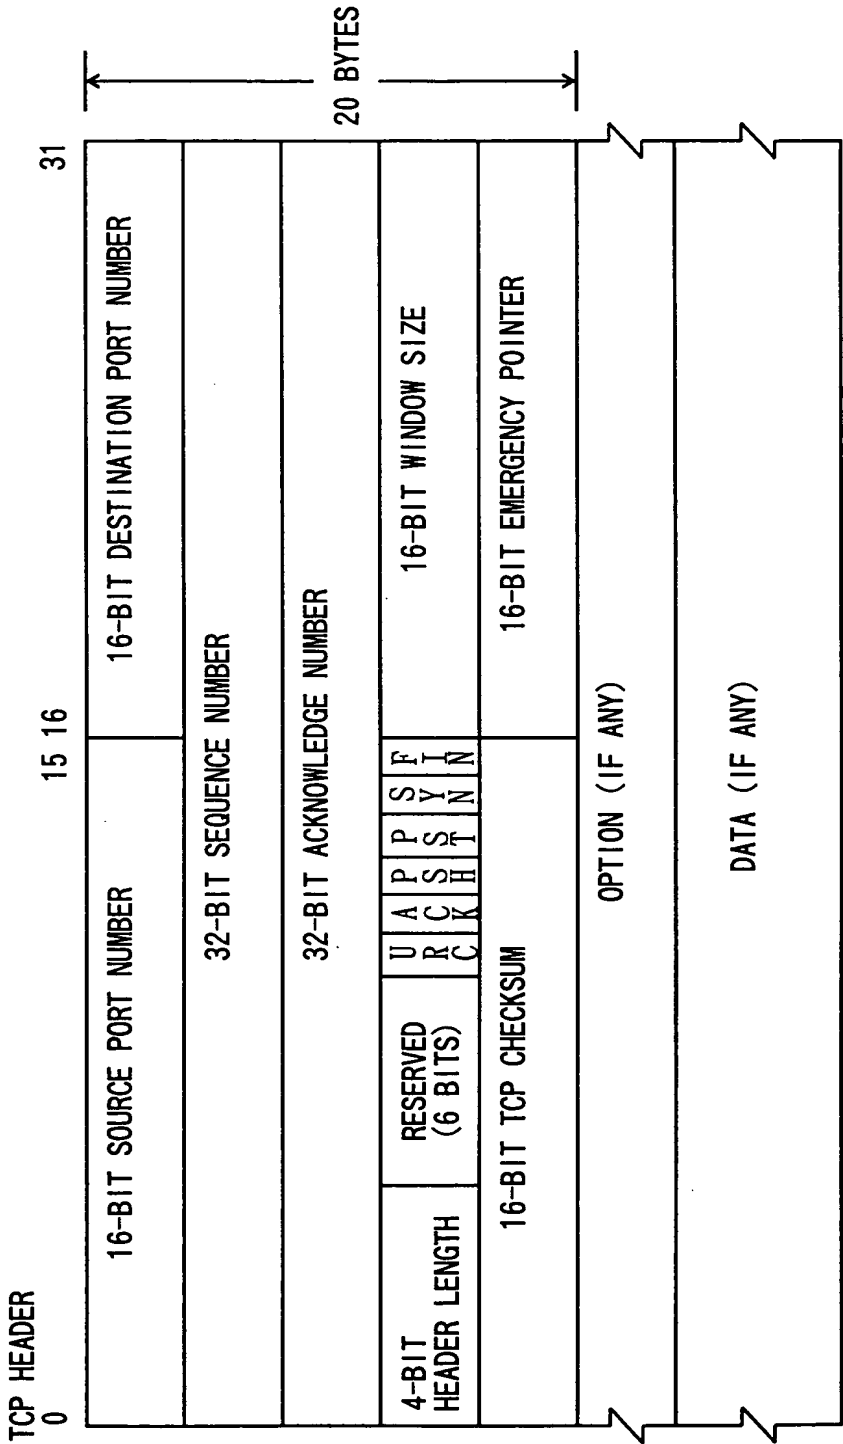 TCP HEADER
0
15 16
31
16-BIT SOURCE PORT NUMBER
16-BIT DESTINATION PORT NUMBER
32-BIT SEQUENCE NUMBER
32-BIT ACKNOWLEDGE NUMBER
4-BIT
HEADER LENGTH
RESERVED
(6 BITS)
URC
ACK
PSH
PST
SYN
FIN
16-BIT WINDOW SIZE
16-BIT TCP CHECKSUM
16-BIT EMERGENCY POINTER
OPTION (IF ANY)
DATA (IF ANY)
20 BYTES